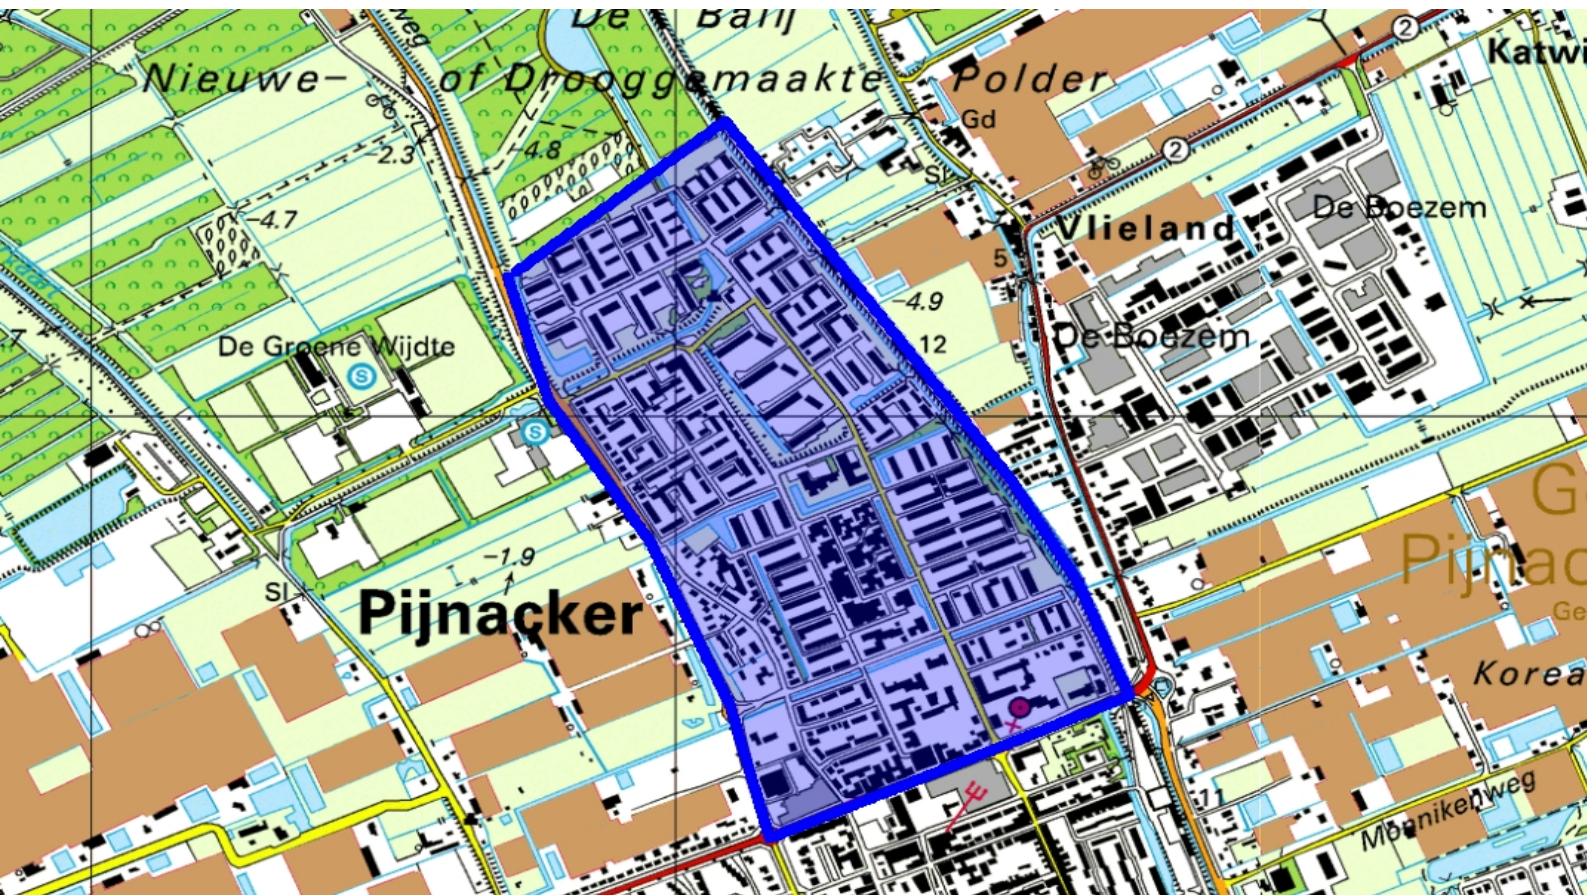 De Balij
weg
Nieuwe- of Drooggemaakte Polder
Katwi
2
Gd
2
-2.3
-4.8
Sl
-4.7
Vlieland
De Boezem
5
-4.9
De Groene Wijdte
S
12
De Boezem
7
S
G
Pijnac
-1.9
Sl
Pijnacker
Ge
Korea
11
Monnikenweg